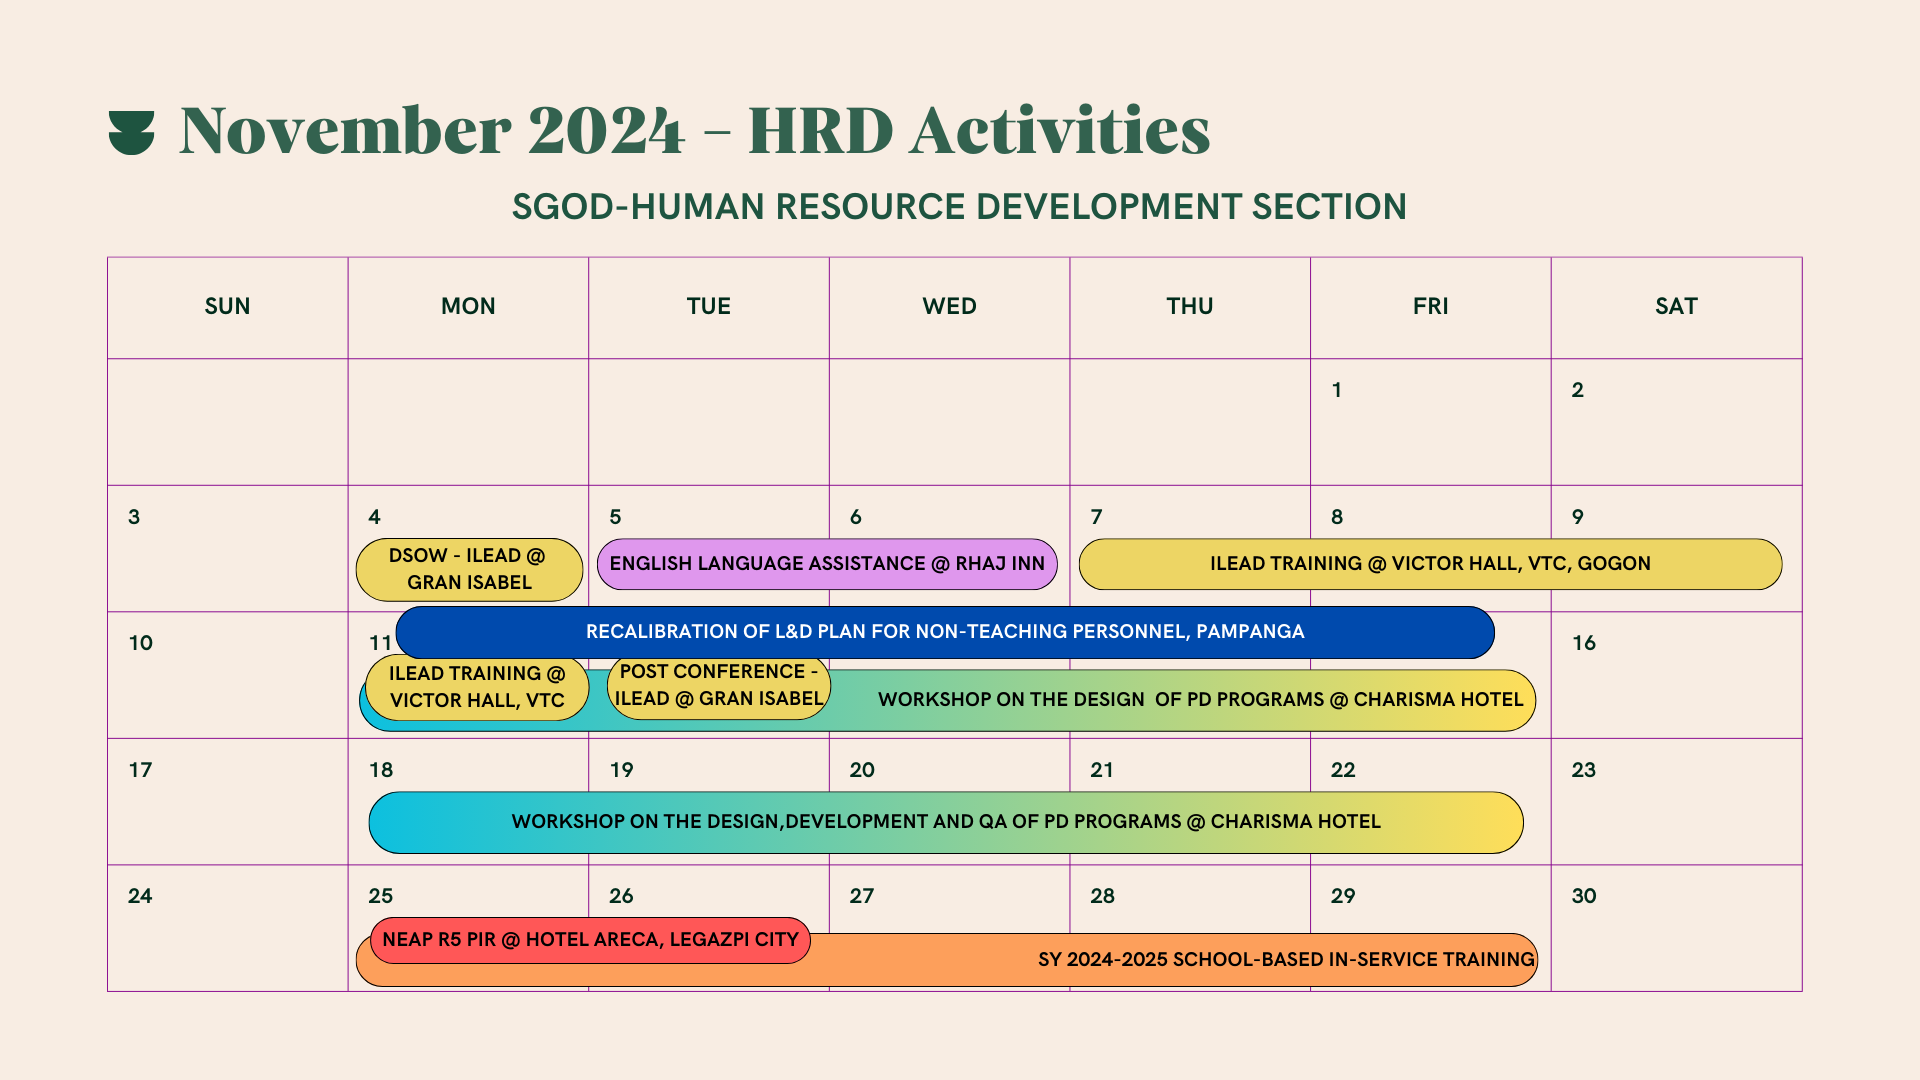 November 2024 – HRD Activities
SGOD-HUMAN RESOURCE DEVELOPMENT SECTION
SUN
MON
TUE
WED
THU
FRI
SAT
1
2
3
4
5
6
7
8
9
DSOW - ILEAD @
GRAN ISABEL
ENGLISH LANGUAGE ASSISTANCE @ RHAJ INN
ILEAD TRAINING @ VICTOR HALL, VTC, GOGON
10
11
RECALIBRATION OF L&D PLAN FOR NON-TEACHING PERSONNEL, PAMPANGA
16
ILEAD TRAINING @
VICTOR HALL, VTC
POST CONFERENCE -
ILEAD @ GRAN ISABEL
WORKSHOP ON THE DESIGN  OF PD PROGRAMS @ CHARISMA HOTEL
17
18
19
20
21
22
23
WORKSHOP ON THE DESIGN,DEVELOPMENT AND QA OF PD PROGRAMS @ CHARISMA HOTEL
24
25
26
27
28
29
30
NEAP R5 PIR @ HOTEL ARECA, LEGAZPI CITY
SY 2024-2025 SCHOOL-BASED IN-SERVICE TRAINING